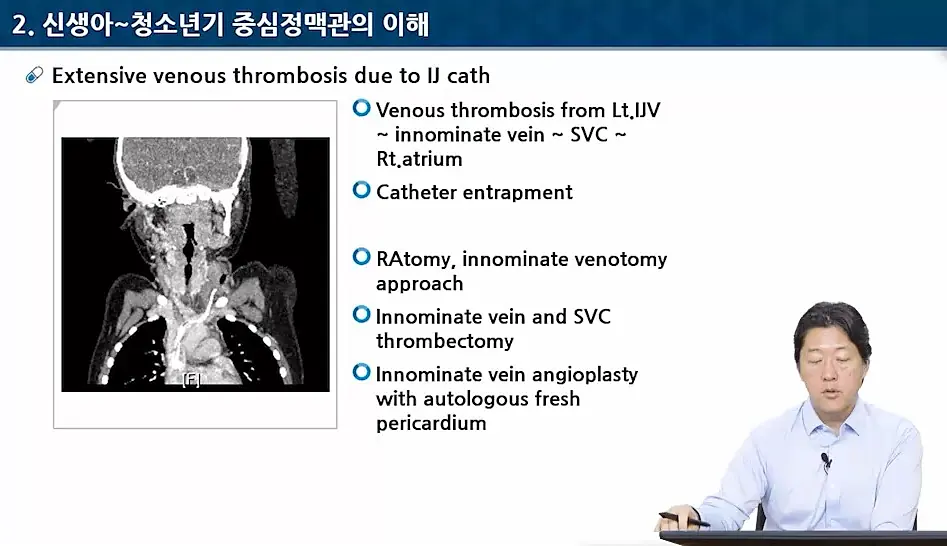 2. 신생아~청소년기 중심정맥관의 이해
Extensive venous thrombosis due to IJ cath
Venous thrombosis from Lt.IJV
~ innominate vein ~ SVC ~
Rt.atrium
Catheter entrapment
RAtomy, innominate venotomy
approach
Innominate vein and SVC
thrombectomy
Innominate vein angioplasty
with autologous fresh
pericardium
[F]